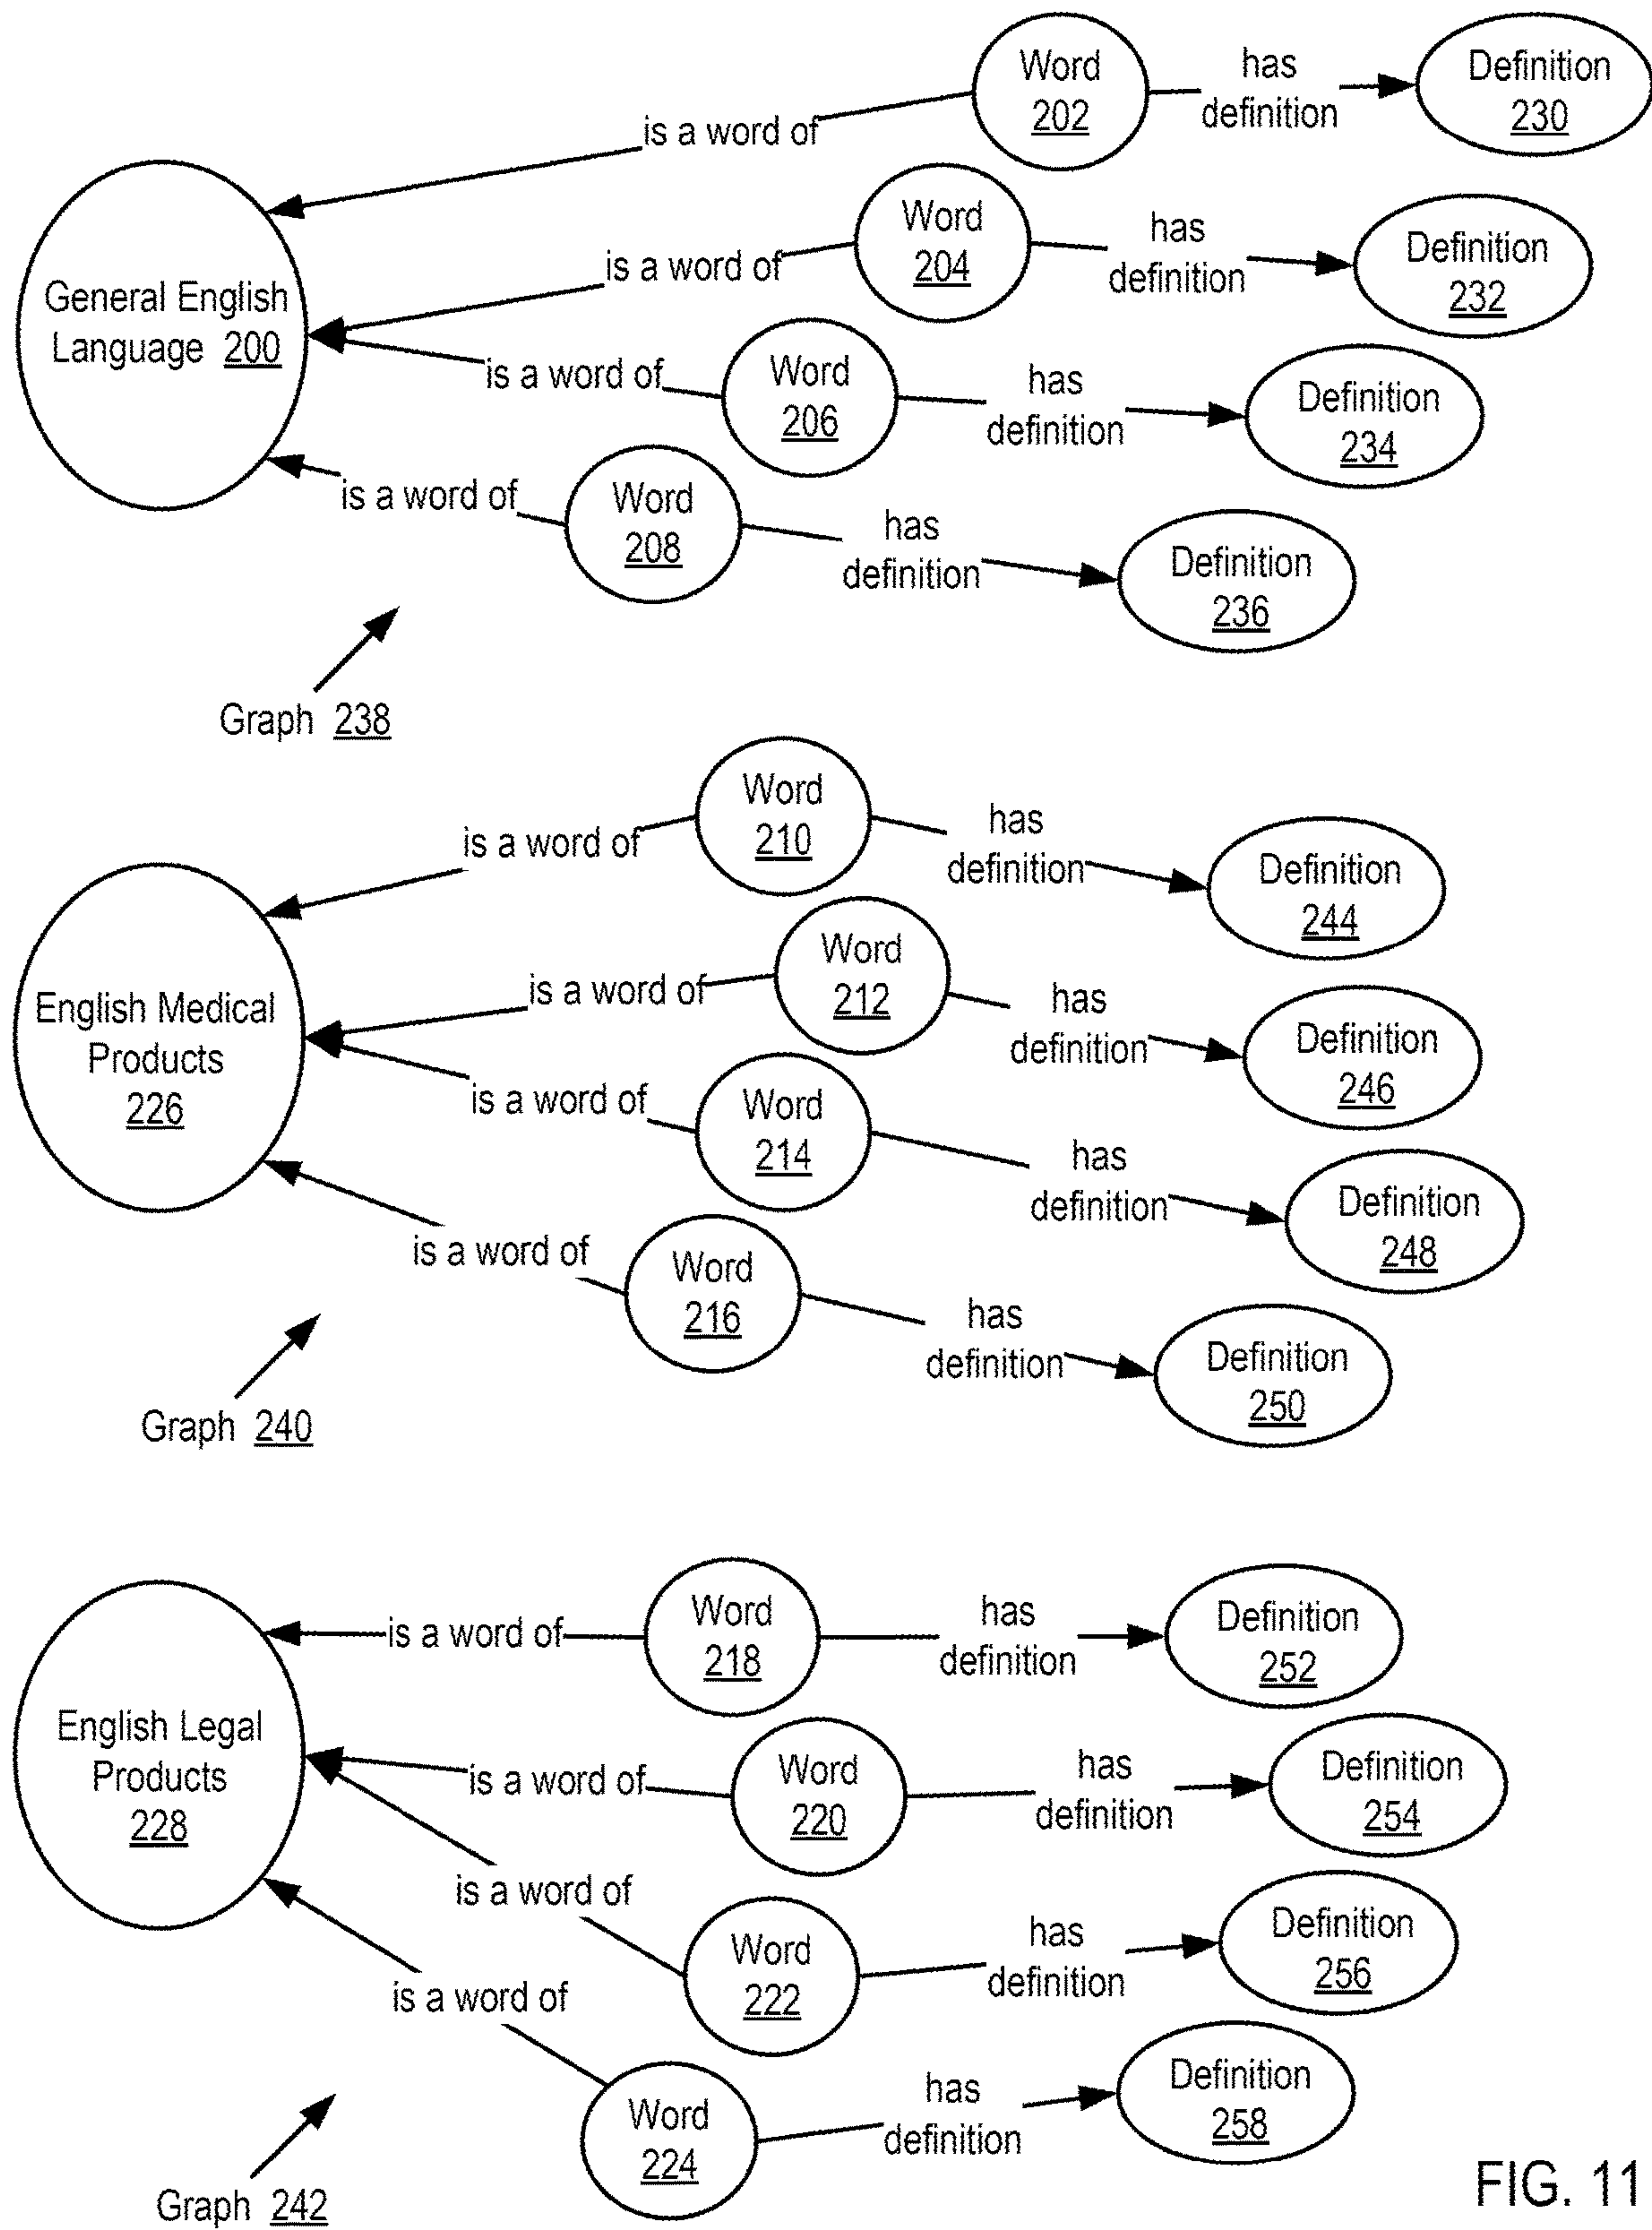 Word
202
has
definition
Definition
230
is a word of
General English
Language 200
Word
204
has
definition
Definition
232
is a word of
Word
206
has
definition
Definition
234
is a word of
Word
208
has
definition
Definition
236
is a word of
Graph 238
Word
210
has
definition
Definition
244
is a word of
English Medical
Products
226
Word
212
has
definition
Definition
246
is a word of
Word
214
has
definition
Definition
248
is a word of
Word
216
has
definition
Definition
250
is a word of
Graph 240
Word
218
has
definition
Definition
252
is a word of
English Legal
Products
228
Word
220
has
definition
Definition
254
is a word of
Word
222
has
definition
Definition
256
is a word of
Word
224
has
definition
Definition
258
is a word of
Graph 242
FIG. 11